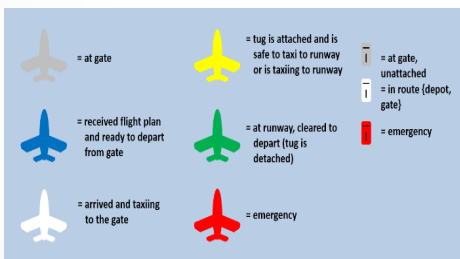 = at gate
= tug is attached and is
safe to taxi to runway
or is taxiing to runway
= at gate,
unattached
= in route {depot,
gate}
= emergency
= received flight plan
and ready to depart
from gate
= at runway, cleared to
depart (tug is
detached)
= arrived and taxiing
to the gate
= emergency